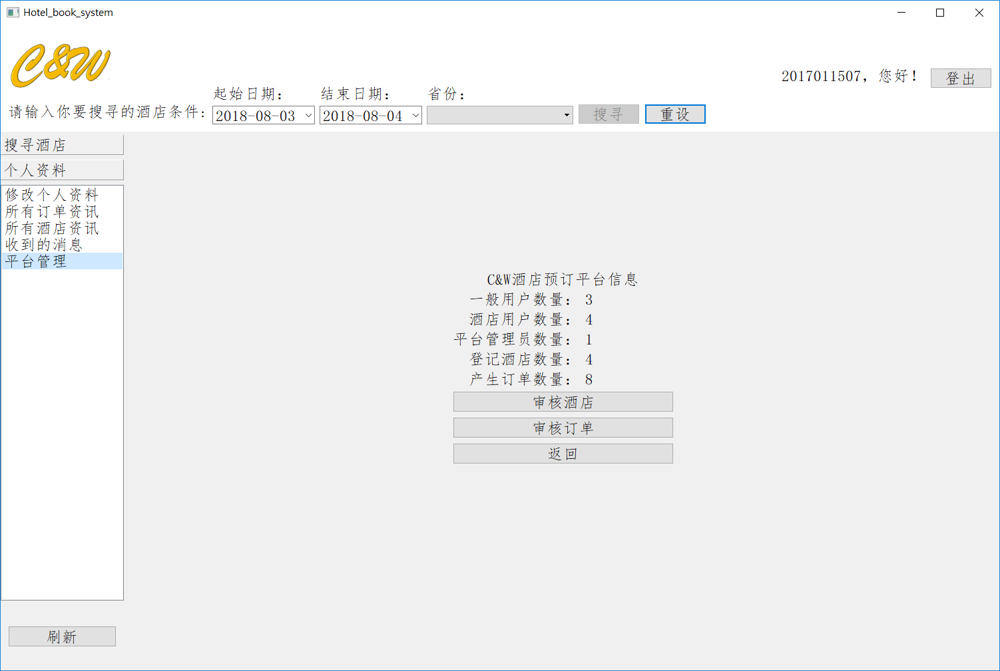 Hotel_book_system
C&W
2017011507，您好！
登出
起始日期：
结束日期：
省份：
请输入你要搜寻的酒店条件：
2018-08-03
2018-08-04
搜寻
重设
搜寻酒店
个人资料
修改个人资料
所有订单资讯
所有酒店资讯
收到的消息
平台管理
C&W酒店预订平台信息
一般用户数量： 3
酒店用户数量： 4
平台管理员数量： 1
登记酒店数量： 4
产生订单数量： 8
审核酒店
审核订单
返回
刷新